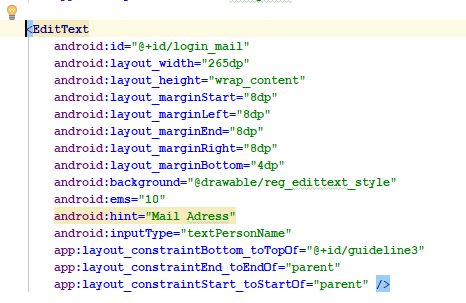 <EditText
android:id="@+id/login_mail"
android:layout_width="265dp"
android:layout_height="wrap_content"
android:layout_marginStart="8dp"
android:layout_marginLeft="8dp"
android:layout_marginEnd="8dp"
android:layout_marginRight="8dp"
android:layout_marginBottom="4dp"
android:background="@drawable/reg_edittext_style"
android:ems="10"
android:hint="Mail Adress"
android:inputType="textPersonName"
app:layout_constraintBottom_toTopOf="@+id/guideline3"
app:layout_constraintEnd_toEndOf="parent"
app:layout_constraintStart_toStartOf="parent" />